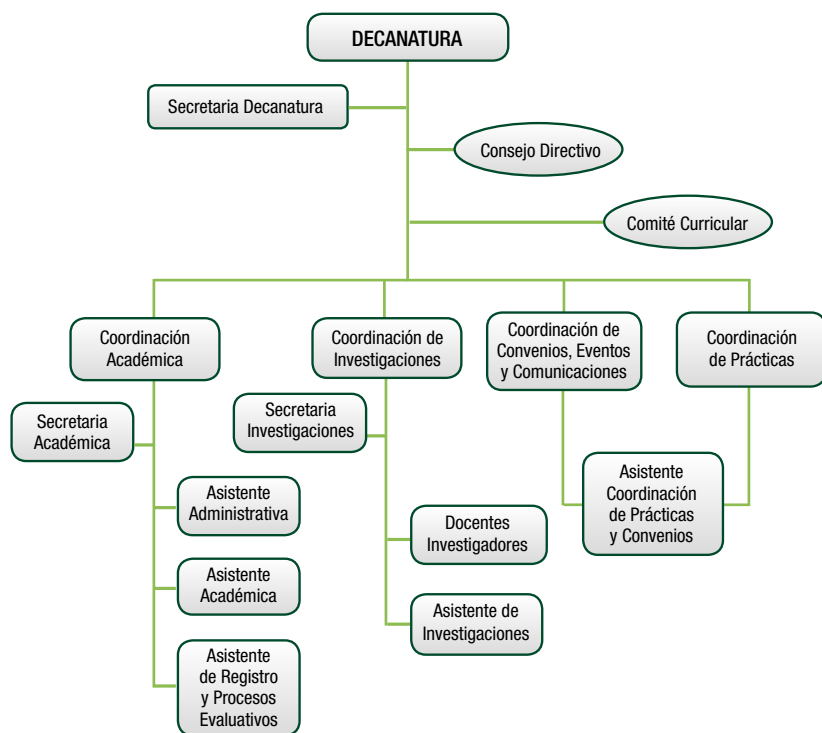 DECANATURA
Secretaria Decanatura
Consejo Directivo
Comité Curricular
Coordinación
Académica
Coordinación de
Investigaciones
Coordinación de
Convenios, Eventos
y Comunicaciones
Coordinación
de Prácticas
Secretaria
Académica
Secretaria
Investigaciones
Asistente
Administrativa
Asistente
Académica
Asistente
de Registro
y Procesos
Evaluativos
Docentes
Investigadores
Asistente de
Investigaciones
Asistente
Coordinación
de Prácticas
y Convenios